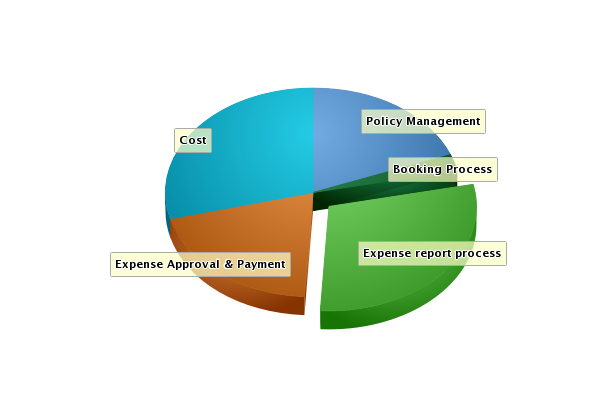 Policy Management
Cost
Booking Process
Expense report process
Expense Approval & Payment